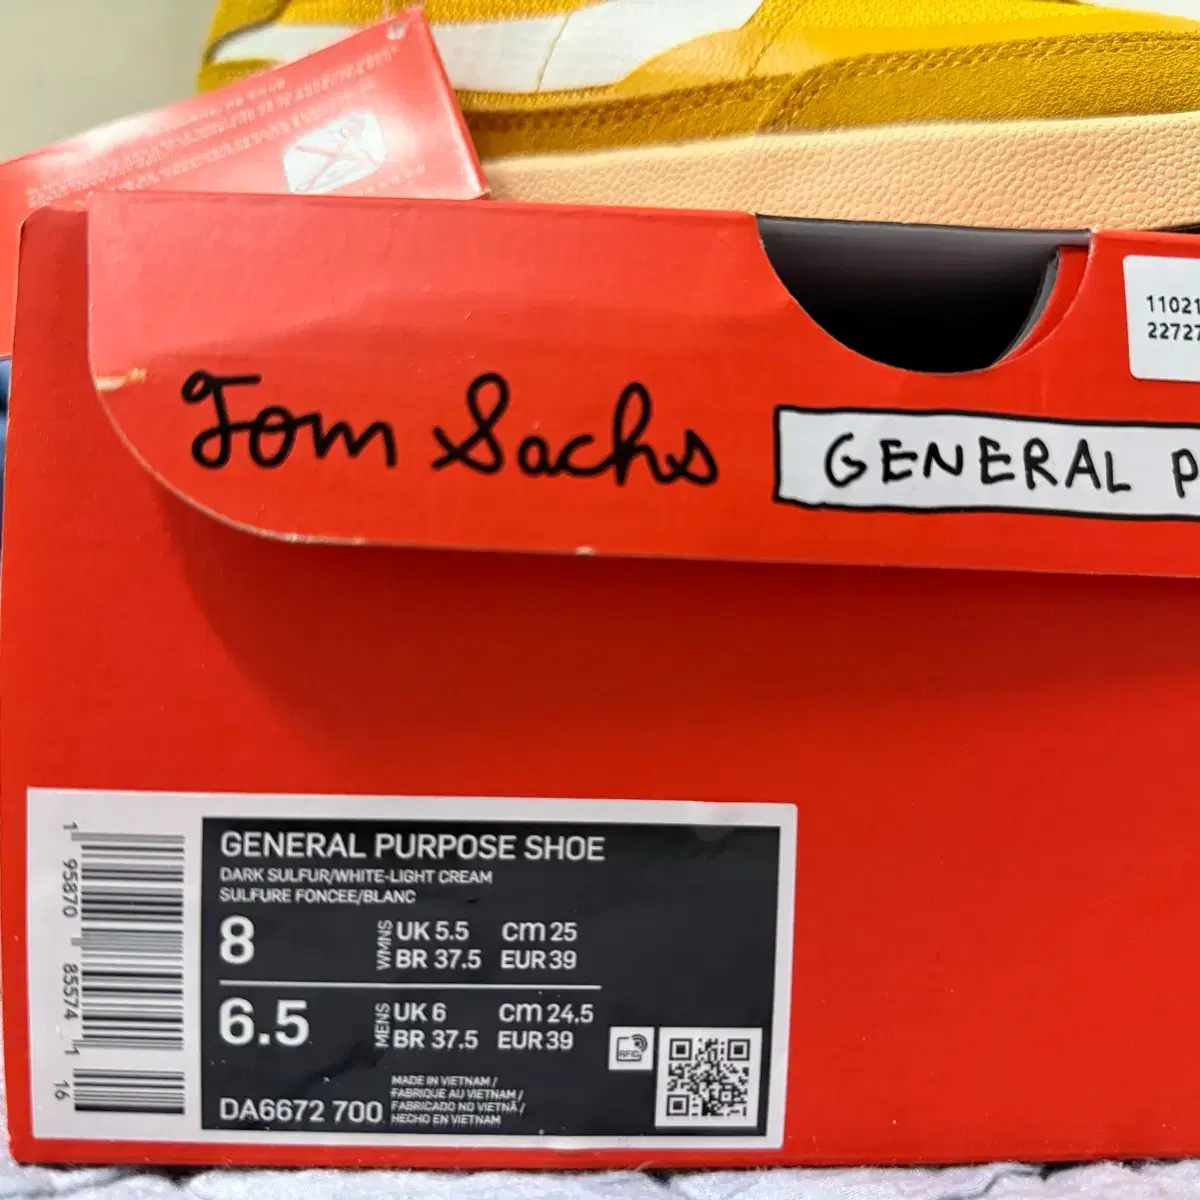 11021
22727
Tom Sachs
GENERAL P
GENERAL PURPOSE SHOE
DARK SULFUR/WHITE-LIGHT CREAM
SULFURE FONCEE/BLANC
8 WMNS UK 5.5 cm 25
BR 37.5 EUR 39
6.5 MENS UK 6 cm 24.5
BR 37.5 EUR 39
RFID
DA6672 700
MADE IN VIETNAM /
FABRIQUE AU VIETNAM /
FABRICADO NO VIETNÃ /
HECHO EN VIETNAM
1 95870 85574 1 16